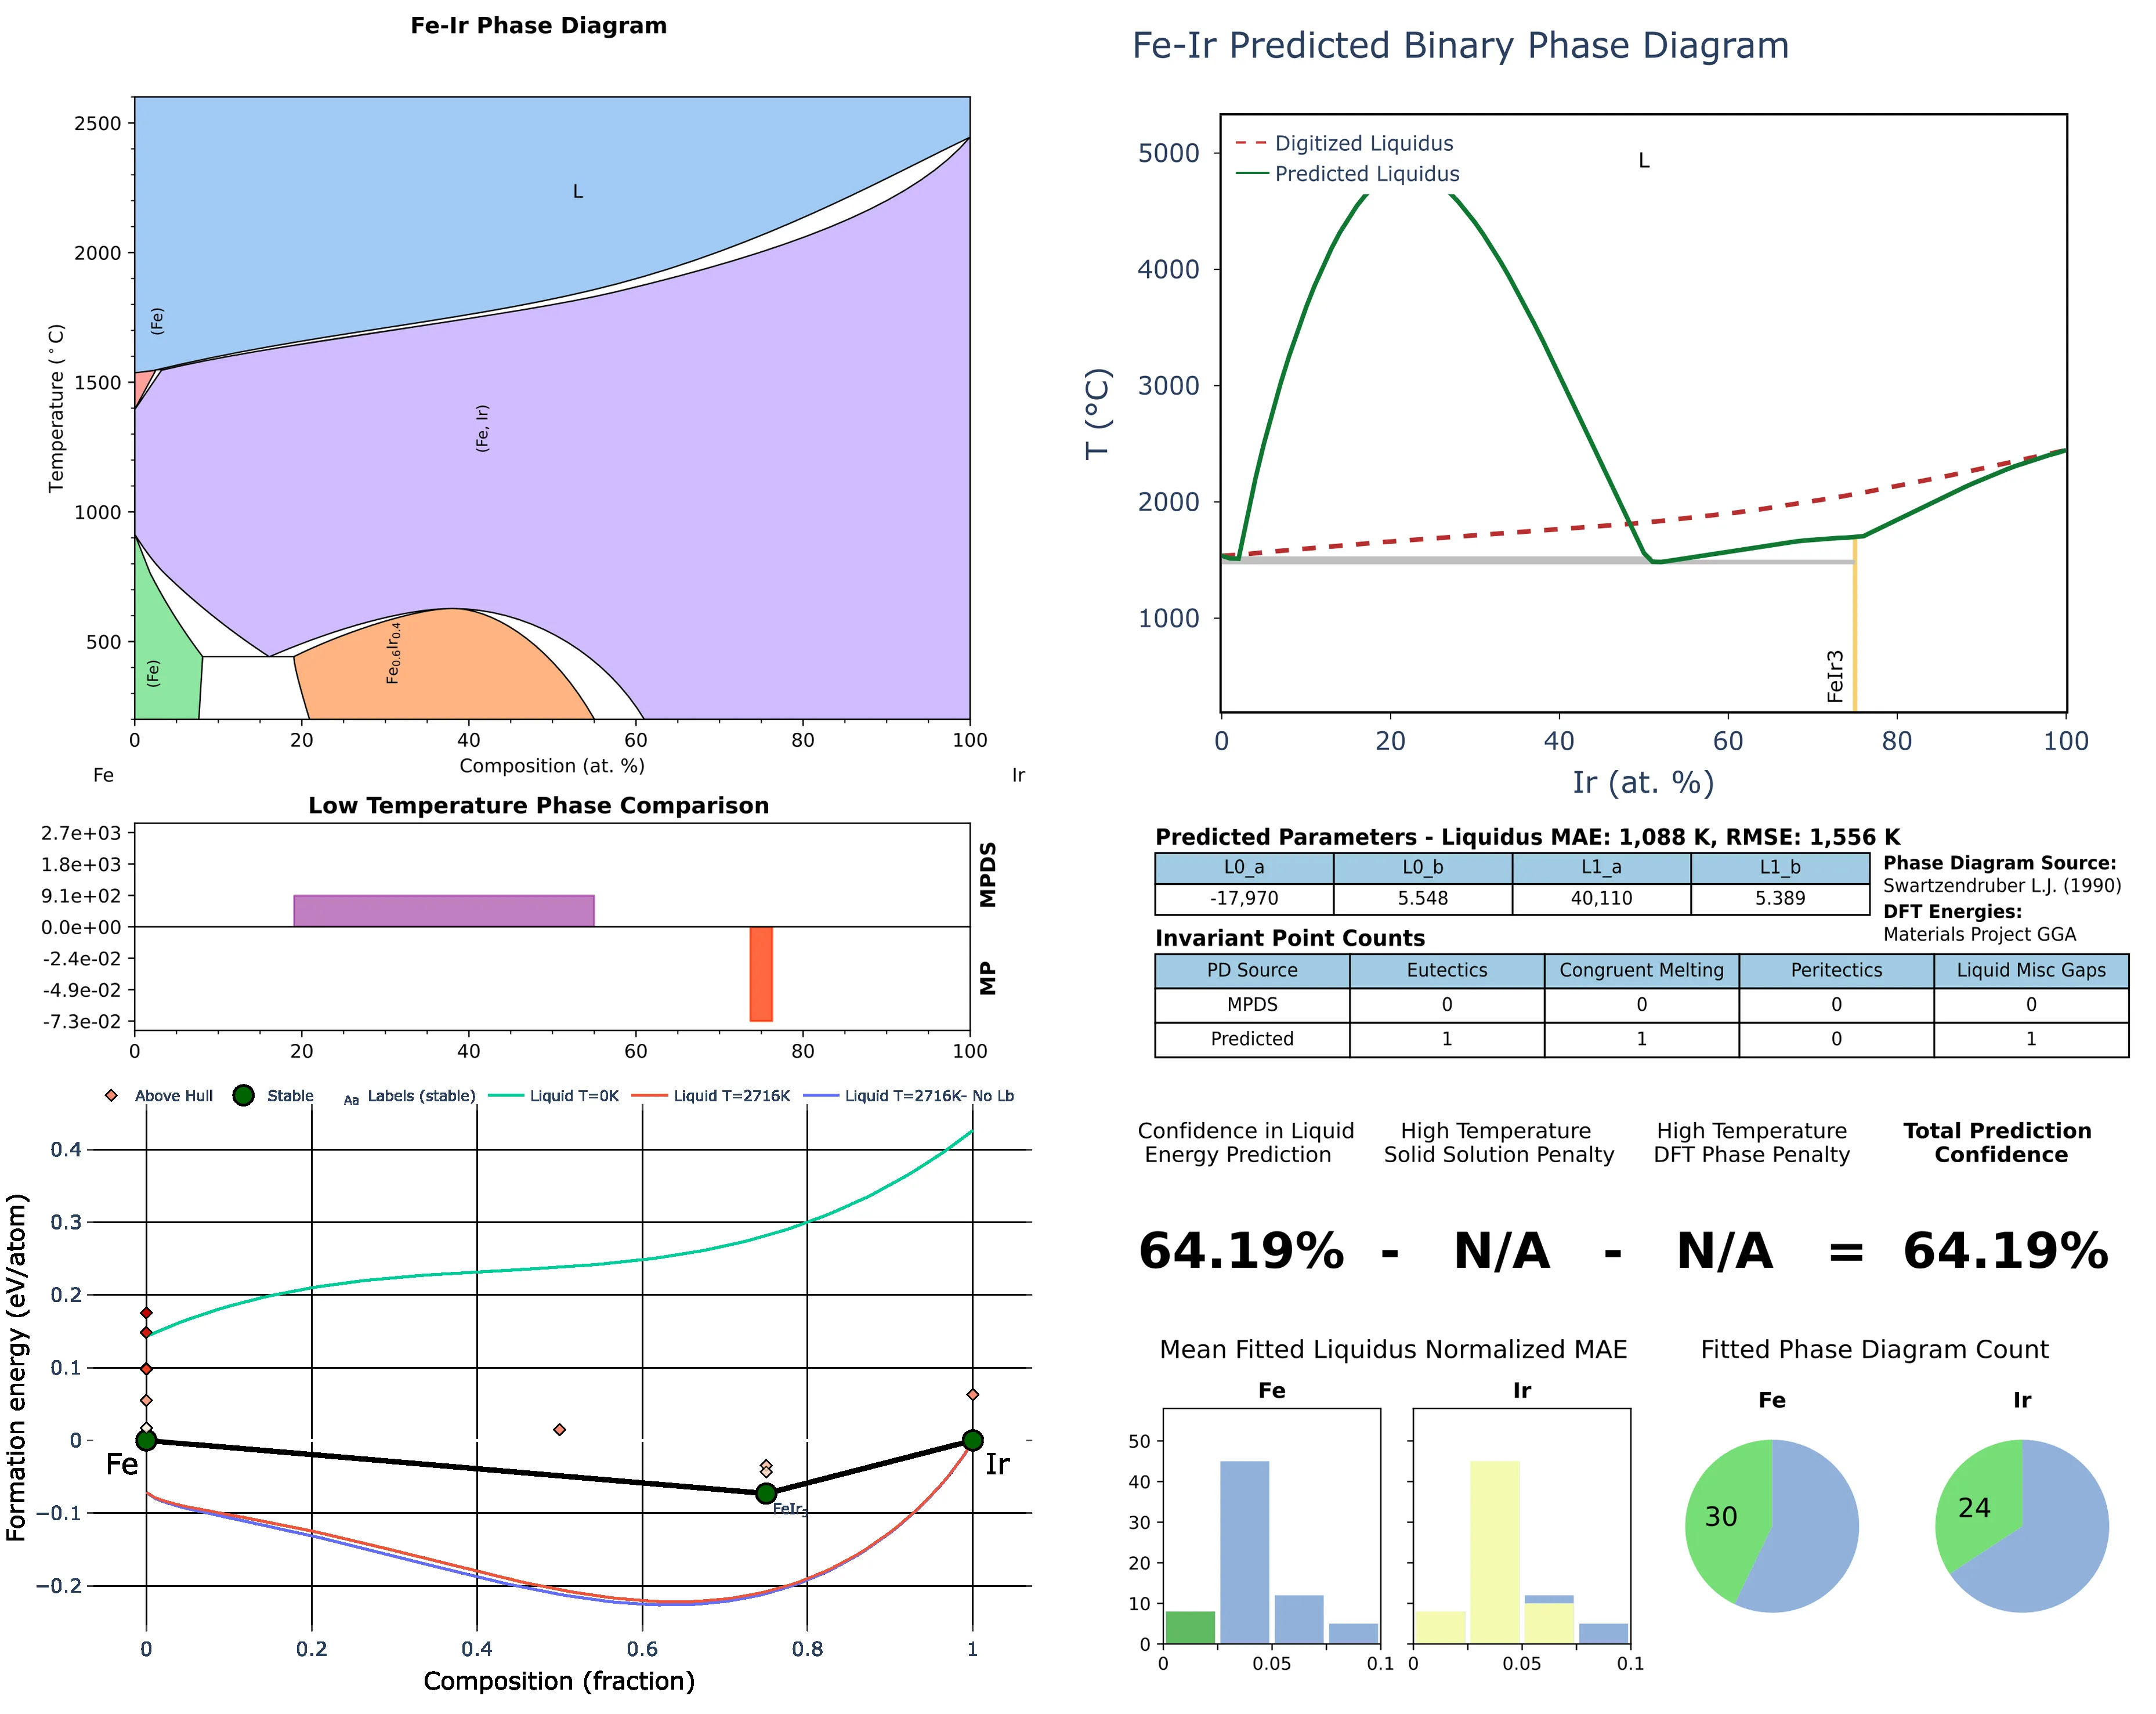 Fe-Ir Phase Diagram
2500
2000
1500
1000
500
Temperature (°C)
L
(Fe)
(Fe, Ir)
(Fe)
Fe0.6Ir0.4
0 20 40 60 80 100
Composition (at. %)
Fe Ir
Low Temperature Phase Comparison
2.7e+03
1.8e+03
9.1e+02
0.0e+00
-2.4e-02
-4.9e-02
-7.3e-02
MPDS
MP
0 20 40 60 80 100
Above Hull Stable Aa Labels (stable) Liquid T=0K Liquid T=2716K Liquid T=2716K- No Lb
0.4
0.3
0.2
0.1
0
−0.1
−0.2
Formation energy (eV/atom)
Fe Ir
FeIr3
0 0.2 0.4 0.6 0.8 1
Composition (fraction)
Fe-Ir Predicted Binary Phase Diagram
Digitized Liquidus
Predicted Liquidus
L
5000
4000
3000
2000
1000
T (°C)
FeIr3
0 20 40 60 80 100
Ir (at. %)
Predicted Parameters - Liquidus MAE: 1,088 K, RMSE: 1,556 K
L0_a L0_b L1_a L1_b
-17,970 5.548 40,110 5.389
Phase Diagram Source:
Swartzendruber L.J. (1990)
DFT Energies:
Materials Project GGA
Invariant Point Counts
PD Source Eutectics Congruent Melting Peritectics Liquid Misc Gaps
MPDS 0 0 0 0
Predicted 1 1 0 1
Confidence in Liquid
Energy Prediction
High Temperature
Solid Solution Penalty
High Temperature
DFT Phase Penalty
Total Prediction
Confidence
64.19% - N/A - N/A = 64.19%
Mean Fitted Liquidus Normalized MAE
Fe Ir
50
40
30
20
10
0
0 0.05 0.1
0 0.05 0.1
Fitted Phase Diagram Count
Fe Ir
30 24